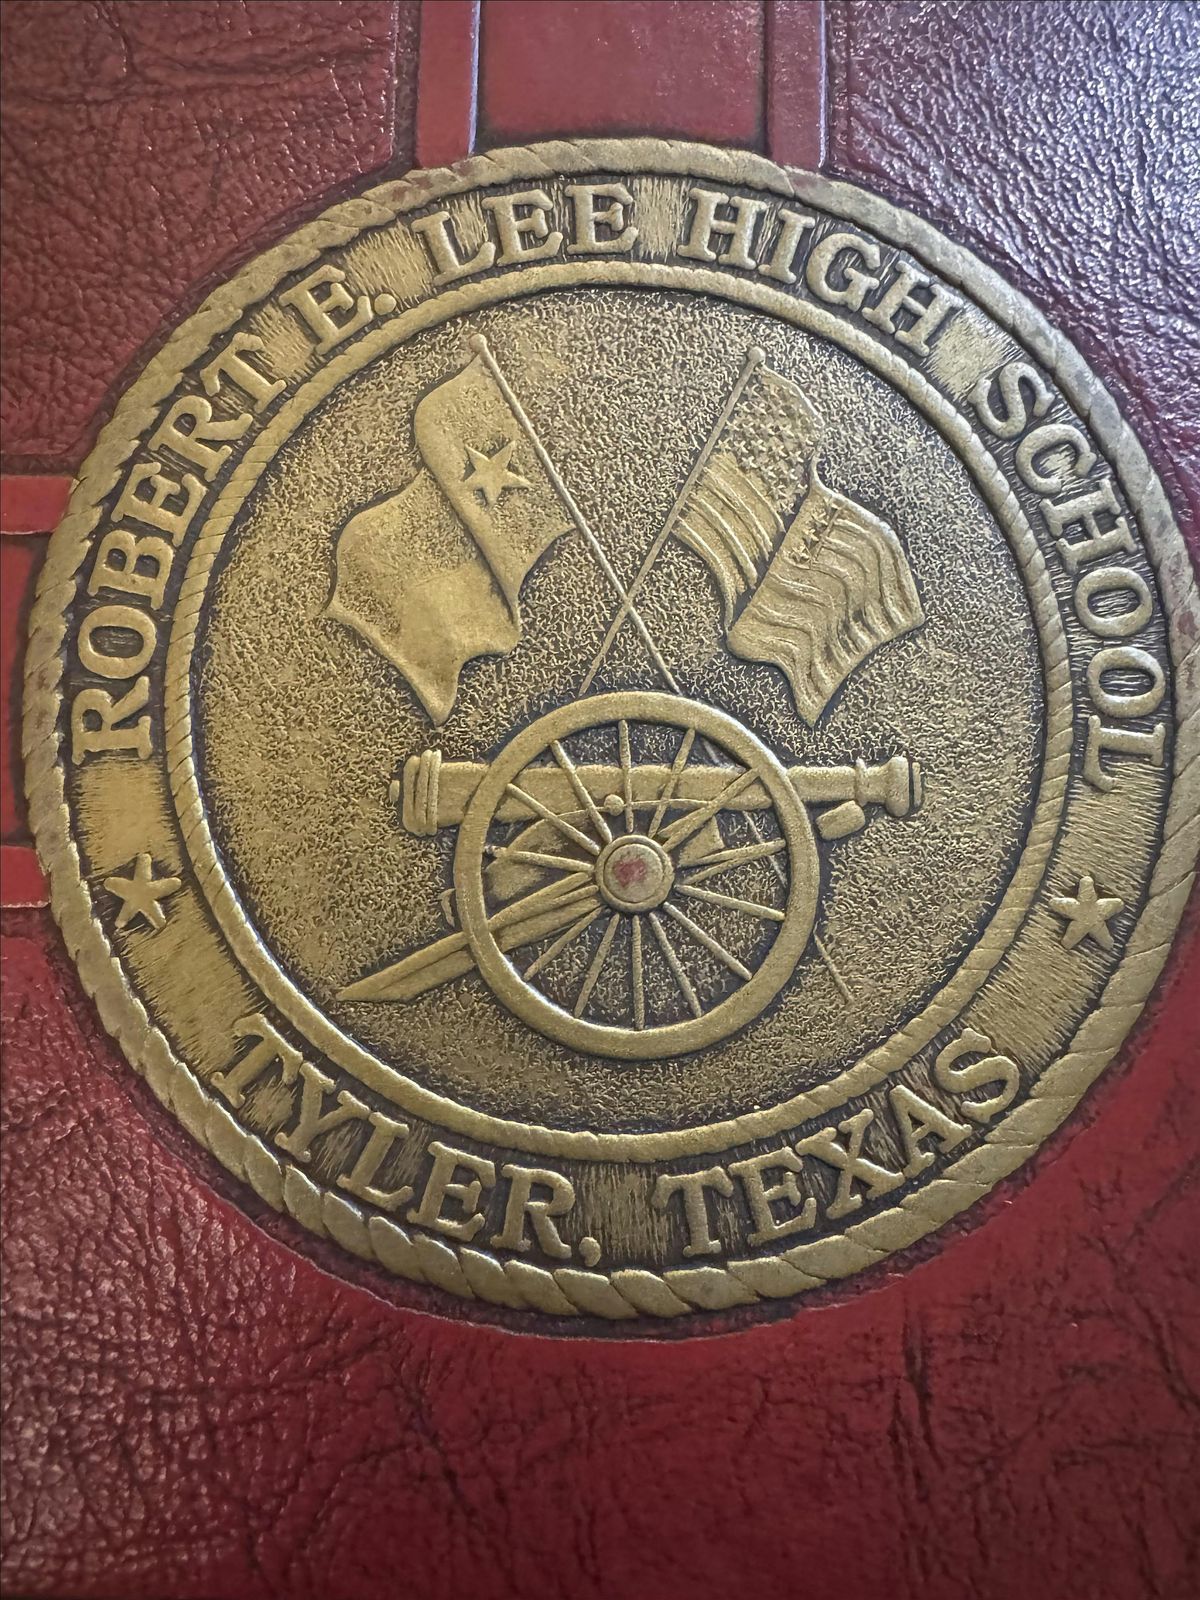 ROBERT E. LEE HIGH SCHOOL
TYLER, TEXAS